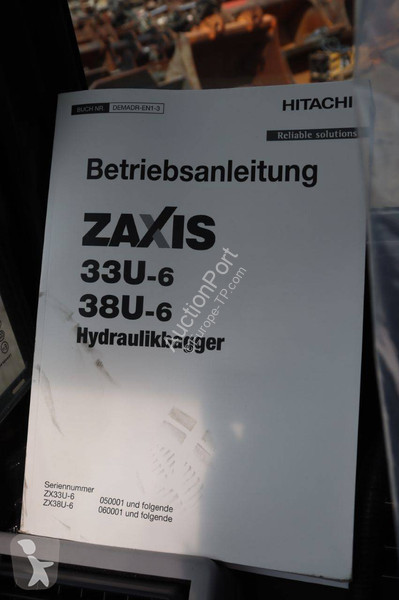 BUCH NR. DEMADR-EN1-3
HITACHI
Reliable solutions
Betriebsanleitung
ZAXIS
33U-6
38U-6
Hydraulikbagger
AuctionPort
Europe-TP.com
Seriennummer
ZX33U-6 050001 und folgende
ZX38U-6 060001 und folgende